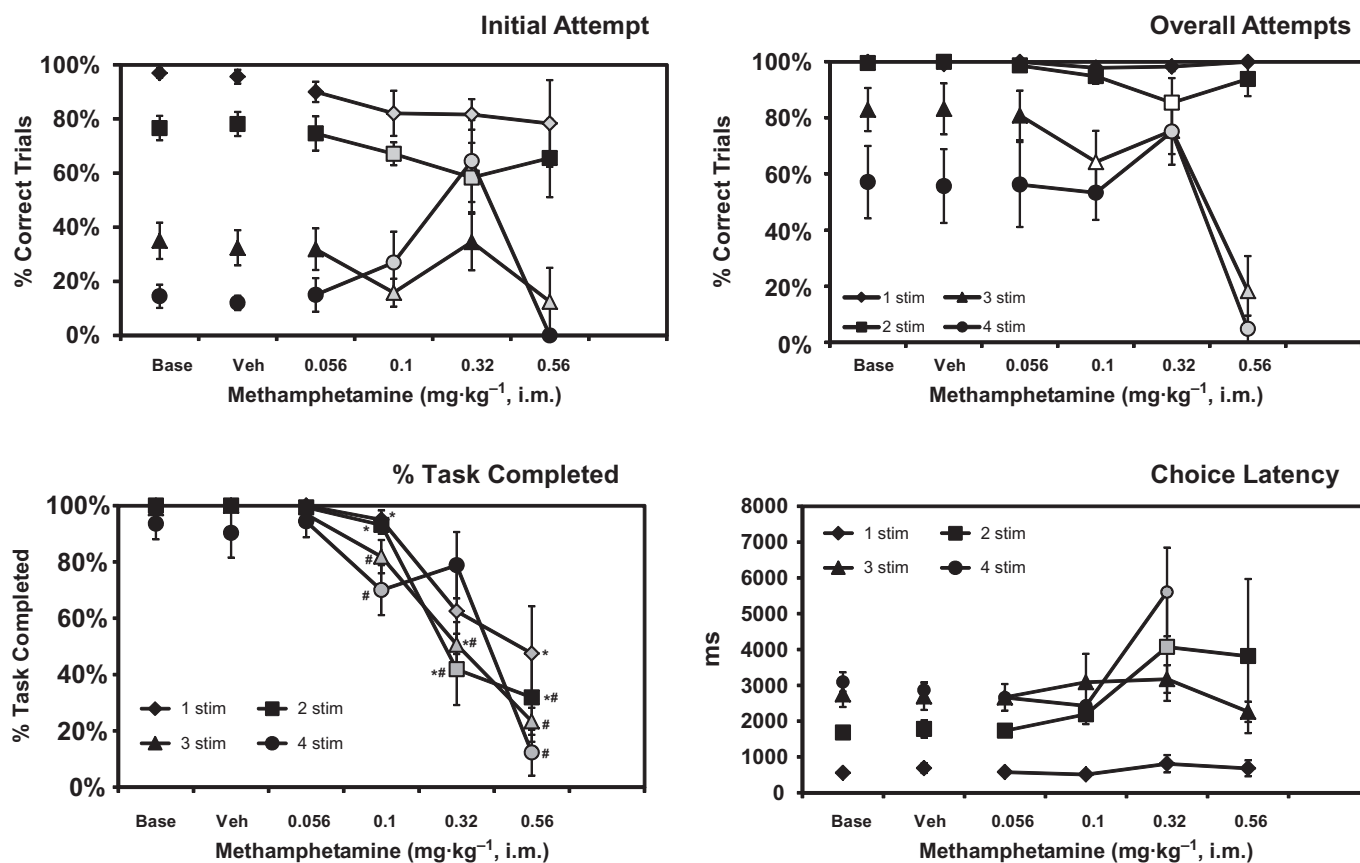 Initial Attempt
100%
80%
60%
40%
20%
0%
% Correct Trials
Base Veh 0.056 0.1 0.32 0.56
Methamphetamine (mg·kg⁻¹, i.m.)
Overall Attempts
100%
80%
60%
40%
20%
0%
% Correct Trials
1 stim 3 stim
2 stim 4 stim
Base Veh 0.056 0.1 0.32 0.56
Methamphetamine (mg·kg⁻¹, i.m.)
% Task Completed
100%
80%
60%
40%
20%
0%
% Task Completed
* *
#
#
*#
*#
*
*#
#
#
1 stim 2 stim
3 stim 4 stim
Base Veh 0.056 0.1 0.32 0.56
Methamphetamine (mg·kg⁻¹, i.m.)
Choice Latency
8000
7000
6000
5000
4000
3000
2000
1000
0
ms
1 stim 2 stim
3 stim 4 stim
Base Veh 0.056 0.1 0.32 0.56
Methamphetamine (mg·kg⁻¹, i.m.)